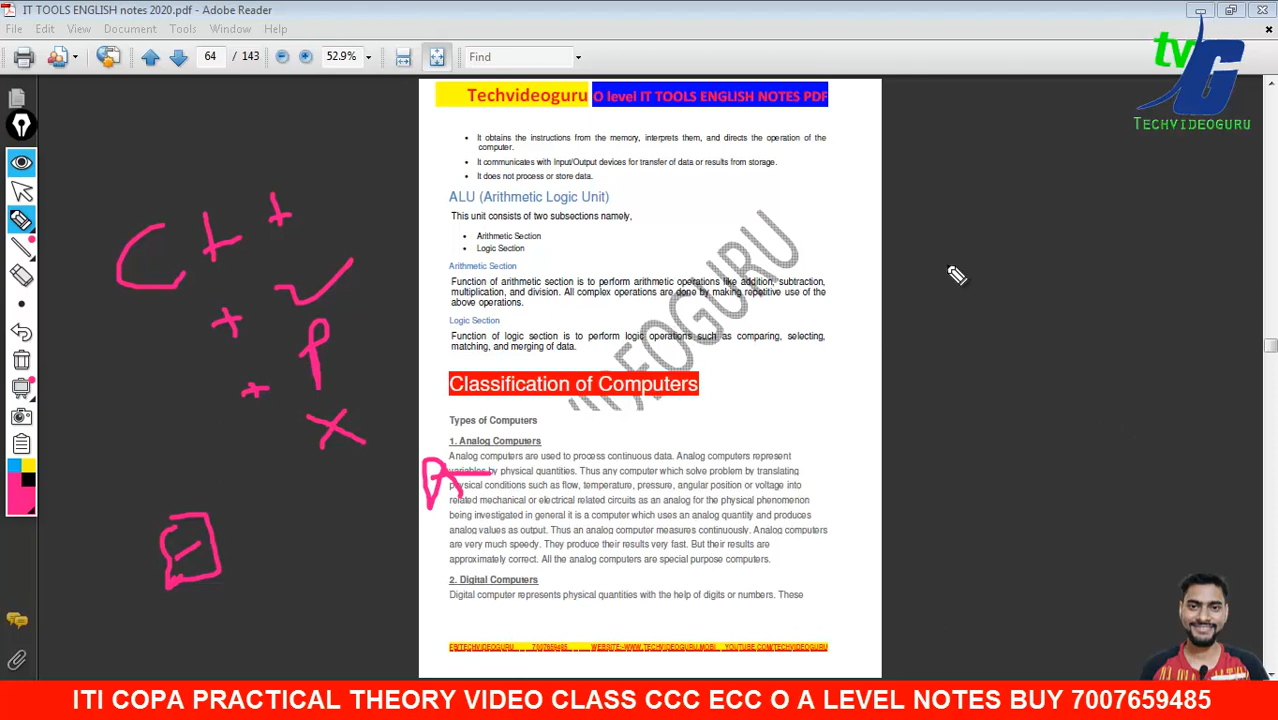 IT TOOLS ENGLISH notes 2020.pdf - Adobe Reader
File Edit View Document Tools Window Help
64 / 143 52.9% Find
tv
TECHVIDEOGURU
Techvideoguru O level IT TOOLS ENGLISH NOTES PDF
• It obtains the instructions from the memory, interprets them, and directs the operation of the
computer.
• It communicates with Input/Output devices for transfer of data or results from storage.
• It does not process or store data.
ALU (Arithmetic Logic Unit)
This unit consists of two subsections namely,
• Arithmetic Section
• Logic Section
Arithmetic Section
Function of arithmetic section is to perform arithmetic operations like addition, subtraction,
multiplication, and division. All complex operations are done by making repetitive use of the
above operations.
Logic Section
Function of logic section is to perform logic operations such as comparing, selecting,
matching, and merging of data.
C++
Classification of Computers
Types of Computers
1. Analog Computers
Analog computers are used to process continuous data. Analog computers represent
variables by physical quantities. Thus any computer which solve problem by translating
physical conditions such as flow, temperature, pressure, angular position or voltage into
related mechanical or electrical related circuits as an analog for the physical phenomenon
being investigated in general it is a computer which uses an analog quantity and produces
analog values as output. Thus an analog computer measures continuously. Analog computers
are very much speedy. They produce their results very fast. But their results are
approximately correct. All the analog computers are special purpose computers.
2. Digital Computers
Digital computer represents physical quantities with the help of digits or numbers. These
FB/TECHVIDEOGURU 7007659485 WEBSITE:-WWW.TECHVIDEOGURU.MOBI YOUTUBE.COM/TECHVIDEOGURU
ITI COPA PRACTICAL THEORY VIDEO CLASS CCC ECC O A LEVEL NOTES BUY 7007659485